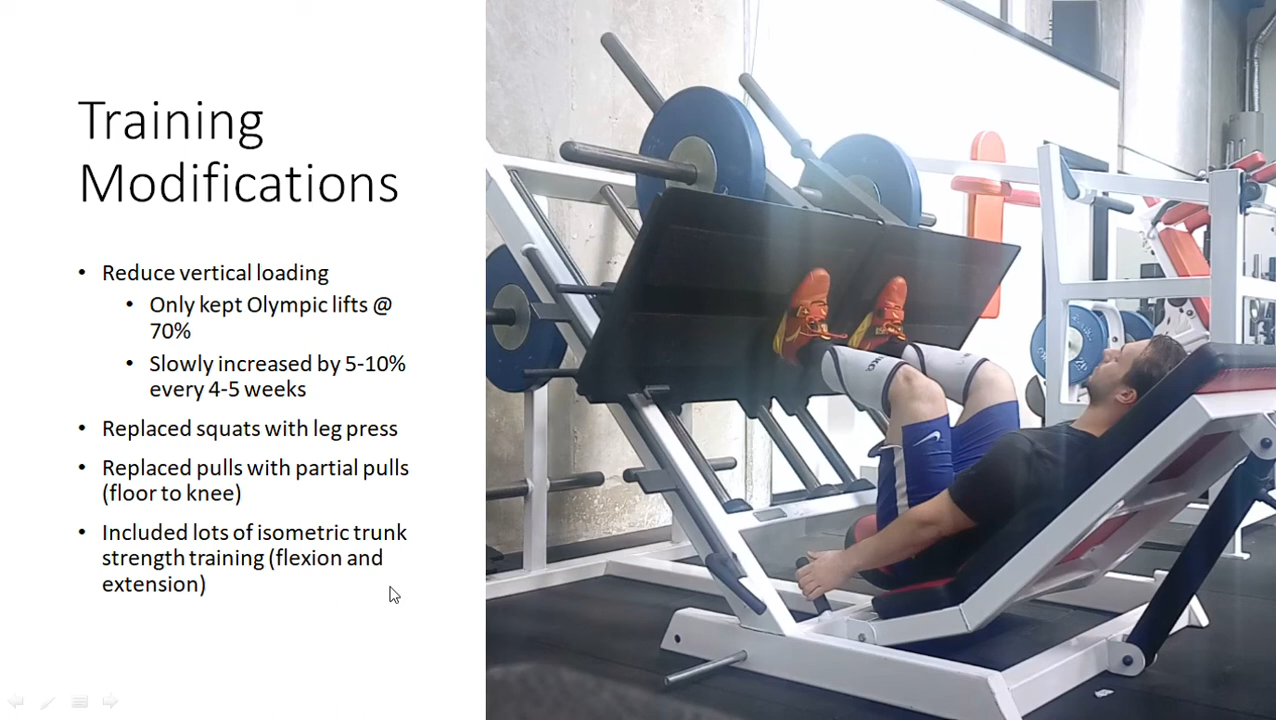 Training
Modifications
• Reduce vertical loading
• Only kept Olympic lifts @
70%
• Slowly increased by 5-10%
every 4-5 weeks
• Replaced squats with leg press
• Replaced pulls with partial pulls
(floor to knee)
• Included lots of isometric trunk
strength training (flexion and
extension)